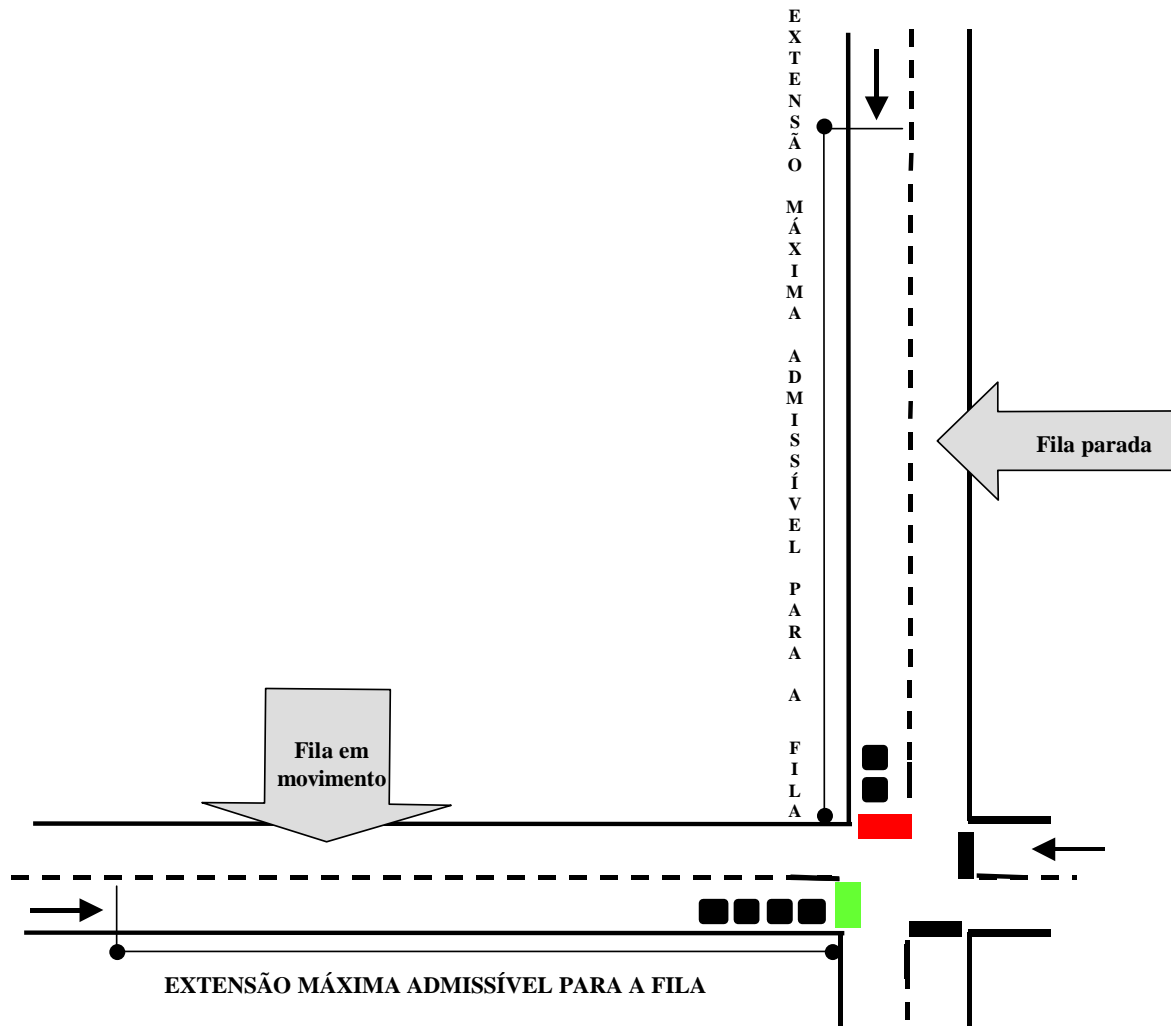 EXTENSÃO MÁXIMA ADMISSÍVEL PARA A FILA
Fila parada
Fila em
movimento
EXTENSÃO MÁXIMA ADMISSÍVEL PARA A FILA